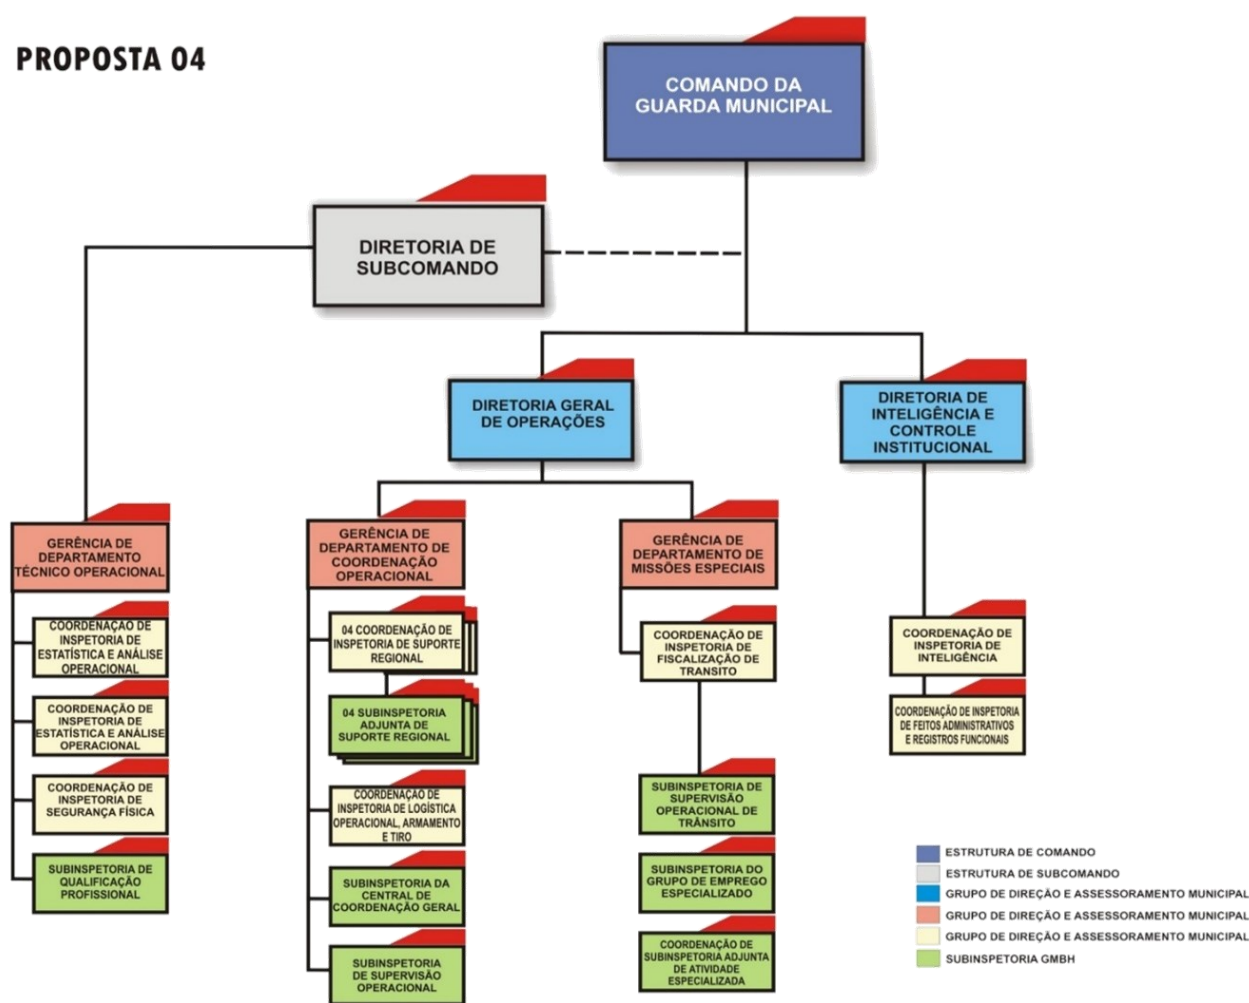 PROPOSTA 04
COMANDO DA
GUARDA MUNICIPAL
DIRETORIA DE
SUBCOMANDO
DIRETORIA GERAL
DE OPERAÇÕES
DIRETORIA DE
INTELIGÊNCIA E
CONTROLE
INSTITUCIONAL
GERÊNCIA DE
DEPARTAMENTO
TÉCNICO OPERACIONAL
COORDENAÇÃO DE
INSPETORIA DE
ESTATÍSTICA E ANÁLISE
OPERACIONAL
COORDENAÇÃO DE
INSPETORIA DE
ESTATÍSTICA E ANÁLISE
OPERACIONAL
COORDENAÇÃO DE
INSPETORIA DE
SEGURANÇA FÍSICA
SUBINSPETORIA DE
QUALIFICAÇÃO
PROFISSIONAL
GERÊNCIA DE
DEPARTAMENTO DE
COORDENAÇÃO
OPERACIONAL
04 COORDENAÇÃO DE
INSPETORIA DE SUPORTE
REGIONAL
04 SUBINSPETORIA
ADJUNTA DE
SUPORTE REGIONAL
COORDENAÇÃO DE
INSPETORIA DE LOGÍSTICA
OPERACIONAL, ARMAMENTO
E TIRO
SUBINSPETORIA DA
CENTRAL DE
COORDENAÇÃO GERAL
SUBINSPETORIA
DE SUPERVISÃO
OPERACIONAL
GERÊNCIA DE
DEPARTAMENTO DE
MISSÕES ESPECIAIS
COORDENAÇÃO DE
INSPETORIA DE
FISCALIZAÇÃO DE
TRANSITO
SUBINSPETORIA DE
SUPERVISÃO
OPERACIONAL DE
TRÂNSITO
SUBINSPETORIA DO
GRUPO DE EMPREGO
ESPECIALIZADO
COORDENAÇÃO DE
SUBINSPETORIA ADJUNTA
DE ATIVIDADE
ESPECIALIZADA
COORDENAÇÃO DE
INSPETORIA DE
INTELIGÊNCIA
COORDENAÇÃO DE INSPETORIA
DE FEITOS ADMINISTRATIVOS
E REGISTROS FUNCIONAIS
ESTRUTURA DE COMANDO
ESTRUTURA DE SUBCOMANDO
GRUPO DE DIREÇÃO E ASSESSORAMENTO MUNICIPAL
GRUPO DE DIREÇÃO E ASSESSORAMENTO MUNICIPAL
GRUPO DE DIREÇÃO E ASSESSORAMENTO MUNICIPAL
SUBINSPETORIA GMBH